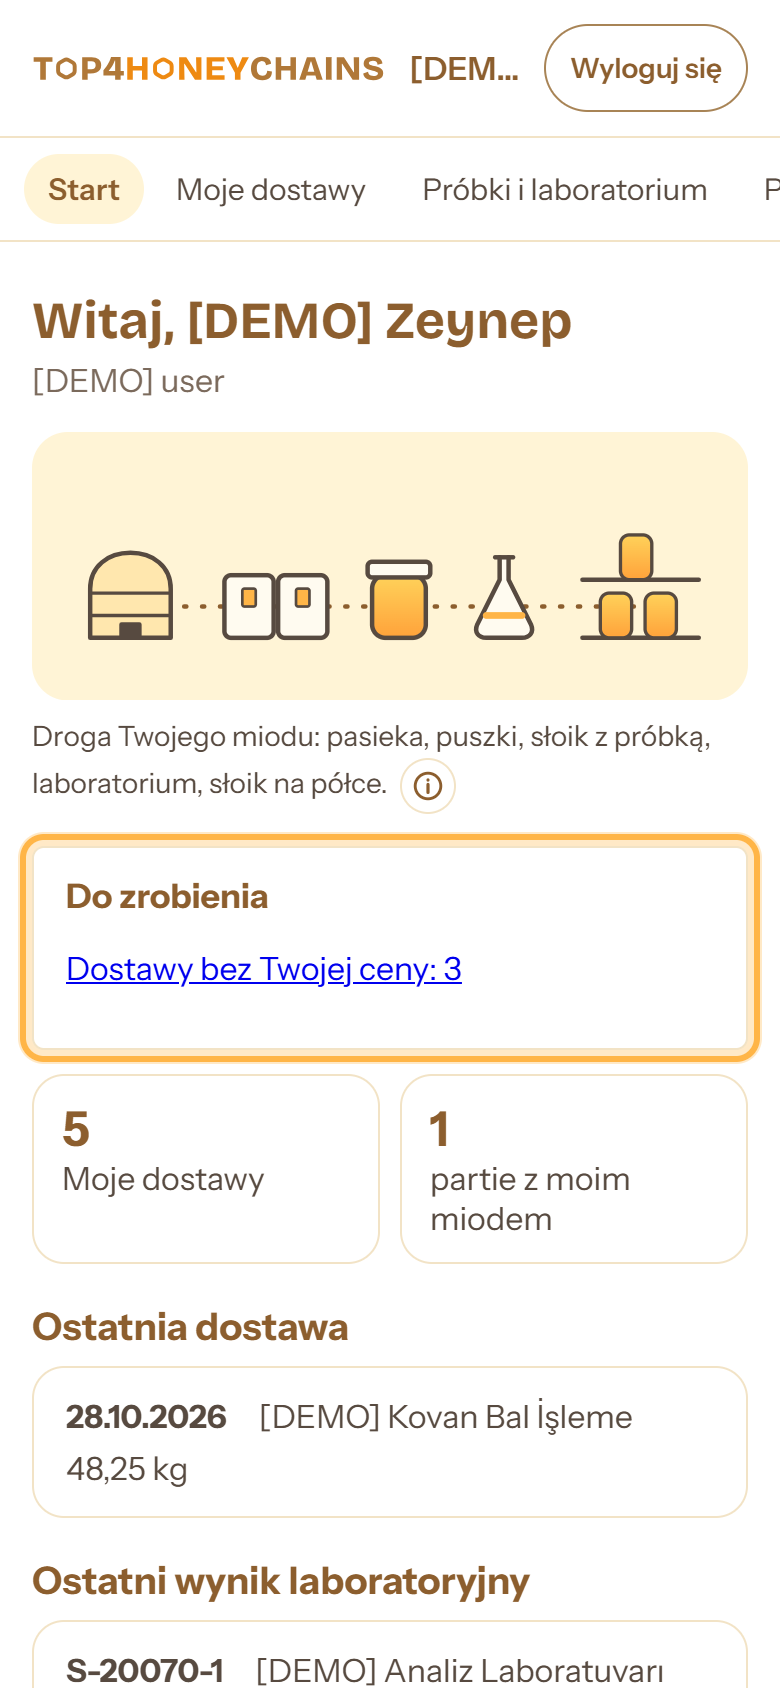 TOP4HONEYCHAINS [DEM... Wyloguj się
Start Moje dostawy Próbki i laboratorium P
Witaj, [DEMO] Zeynep
[DEMO] user
Droga Twojego miodu: pasieka, puszki, słoik z próbką,
laboratorium, słoik na półce.
Do zrobienia
Dostawy bez Twojej ceny: 3
5
Moje dostawy
1
partie z moim
miodem
Ostatnia dostawa
28.10.2026 [DEMO] Kovan Bal İşleme
48,25 kg
Ostatni wynik laboratoryjny
S-20070-1 [DEMO] Analiz Laboratuvarı